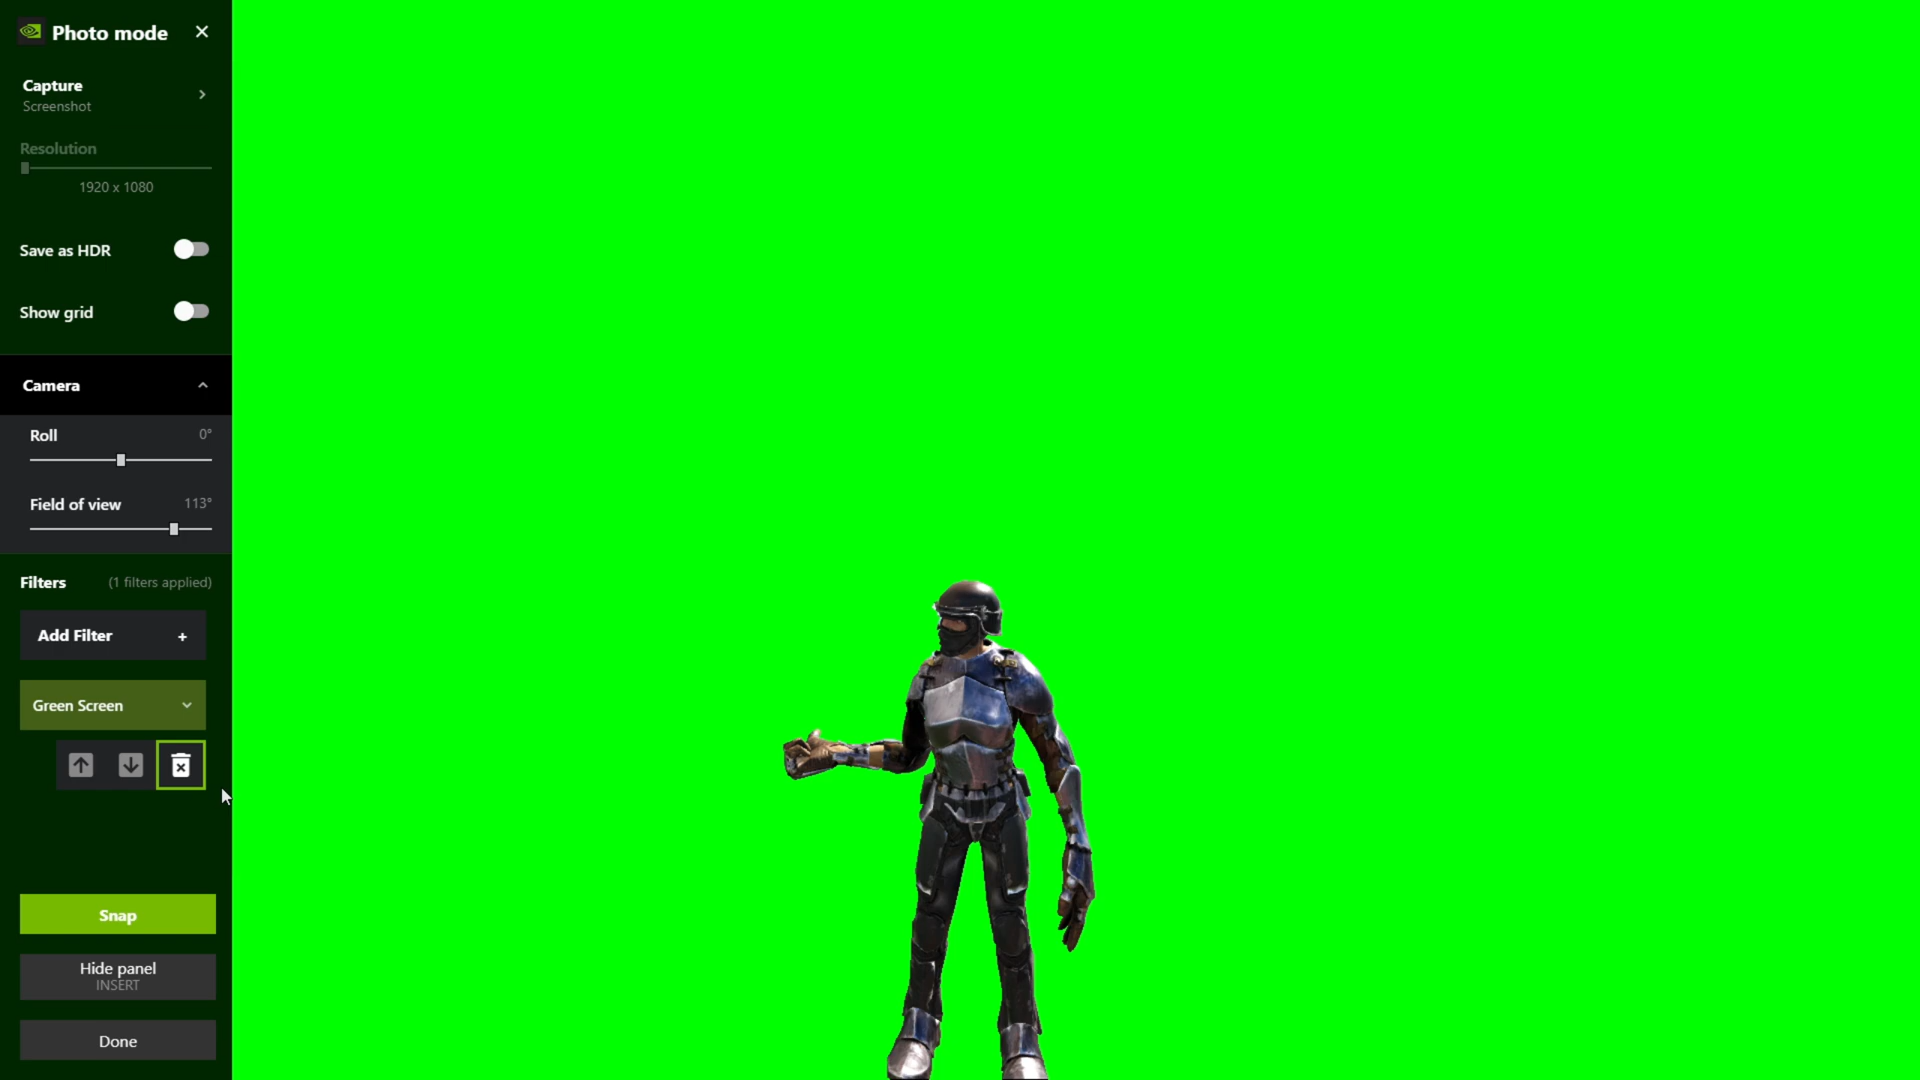 Photo mode
Capture
Screenshot
Resolution
1920 x 1080
Save as HDR
Show grid
Camera
Roll 0°
Field of view 113°
Filters (1 filters applied)
Add Filter +
Green Screen
Snap
Hide panel
INSERT
Done